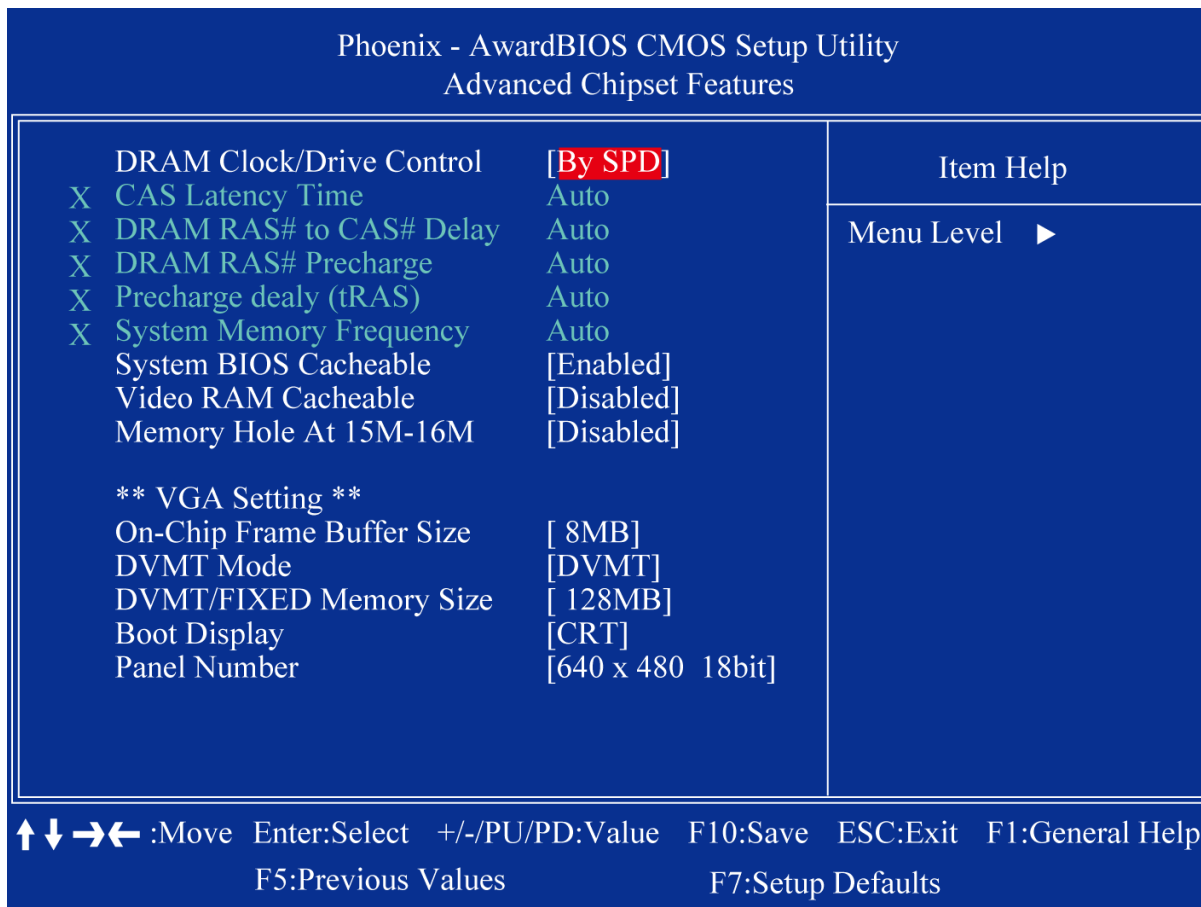 Phoenix - AwardBIOS CMOS Setup Utility
Advanced Chipset Features
DRAM Clock/Drive Control [By SPD]
X CAS Latency Time Auto
X DRAM RAS# to CAS# Delay Auto
X DRAM RAS# Precharge Auto
X Precharge dealy (tRAS) Auto
X System Memory Frequency Auto
System BIOS Cacheable [Enabled]
Video RAM Cacheable [Disabled]
Memory Hole At 15M-16M [Disabled]
** VGA Setting **
On-Chip Frame Buffer Size [ 8MB]
DVMT Mode [DVMT]
DVMT/FIXED Memory Size [ 128MB]
Boot Display [CRT]
Panel Number [640 x 480 18bit]
Item Help
Menu Level ▶
↑↓→← :Move Enter:Select +/-/PU/PD:Value F10:Save ESC:Exit F1:General Help
F5:Previous Values F7:Setup Defaults